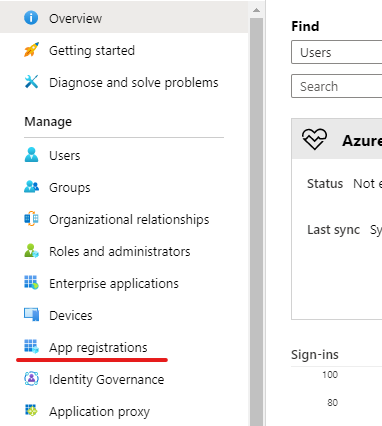 Overview
Getting started
Diagnose and solve problems
Manage
Users
Groups
Organizational relationships
Roles and administrators
Enterprise applications
Devices
App registrations
Identity Governance
Application proxy
Find
Users
Search
Azure
Status Not e
Last sync Sy
Sign-ins
100
80